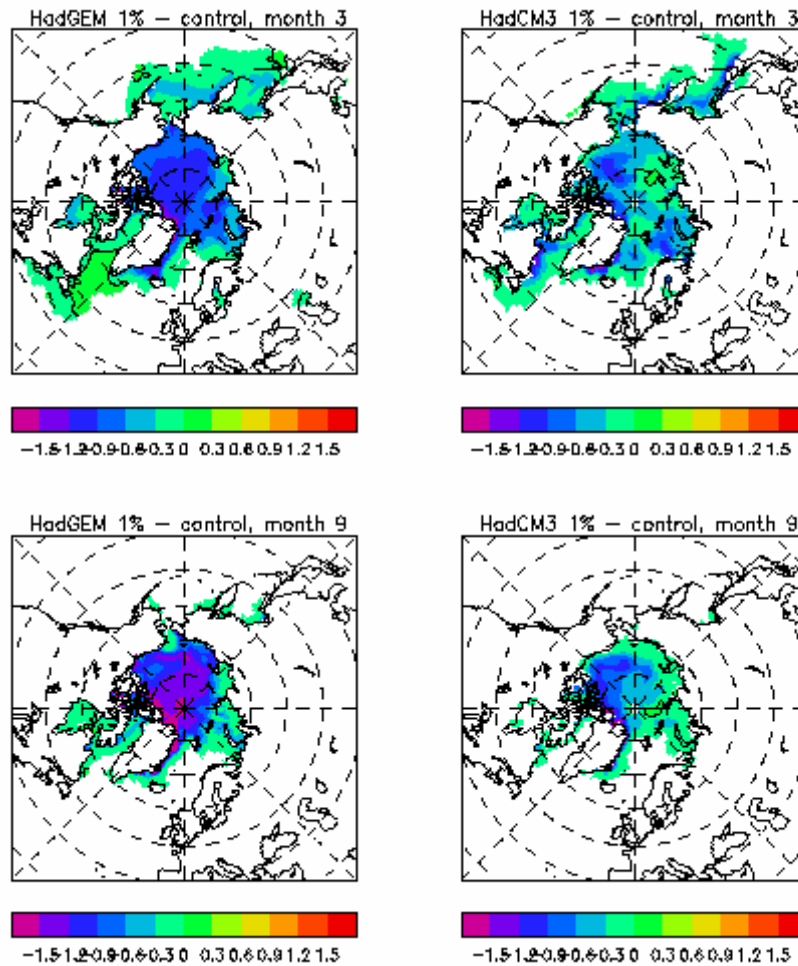 HadGEM 1% — control, month 3
HadCM3 1% — control, month 3
−1.5−1.2−0.9−0.6−0.3 0 0.3 0.6 0.9 1.2 1.5
−1.5−1.2−0.9−0.6−0.3 0 0.3 0.6 0.9 1.2 1.5
HadGEM 1% — control, month 9
HadCM3 1% — control, month 9
−1.5−1.2−0.9−0.6−0.3 0 0.3 0.6 0.9 1.2 1.5
−1.5−1.2−0.9−0.6−0.3 0 0.3 0.6 0.9 1.2 1.5